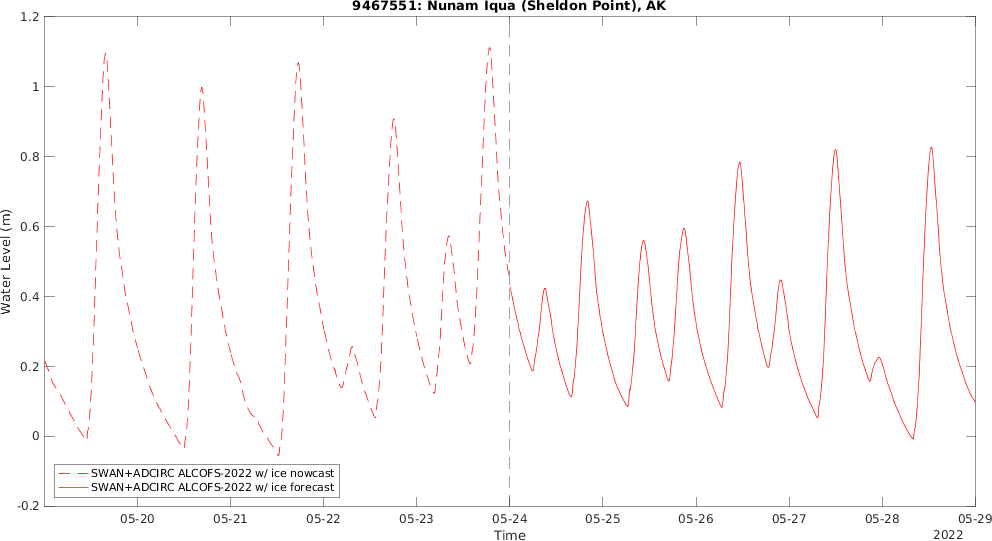 9467551: Nunam Iqua (Sheldon Point), AK
1.2
1
0.8
0.6
0.4
0.2
0
-0.2
Water Level (m)
SWAN+ADCIRC ALCOFS-2022 w/ ice nowcast
SWAN+ADCIRC ALCOFS-2022 w/ ice forecast
05-20 05-21 05-22 05-23 05-24 05-25 05-26 05-27 05-28 05-29
Time
2022